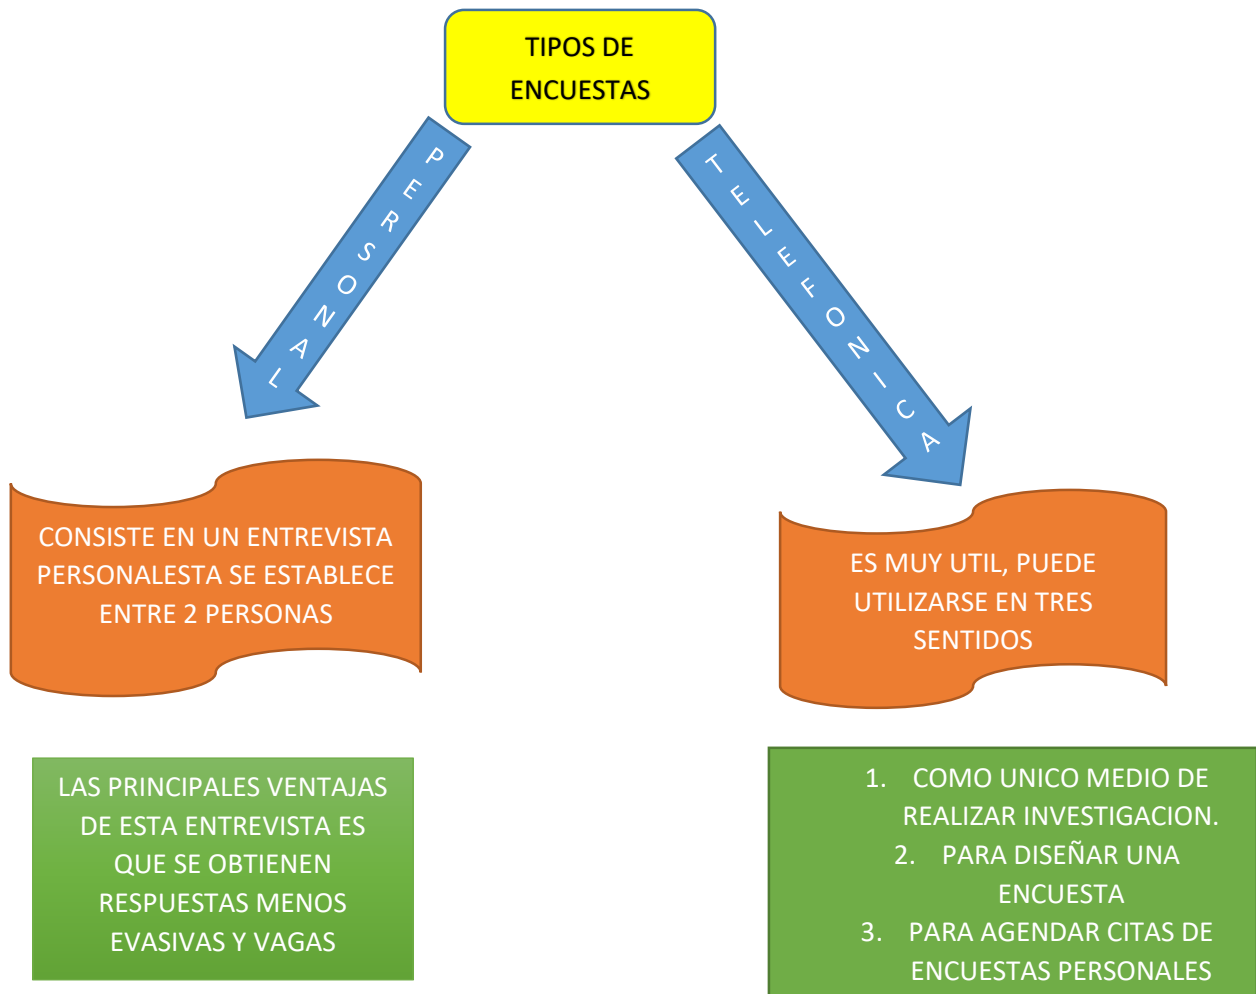 TIPOS DE
ENCUESTAS
PERSONAL
TELEFONICA
CONSISTE EN UN ENTREVISTA
PERSONALESTA SE ESTABLECE
ENTRE 2 PERSONAS
ES MUY UTIL, PUEDE
UTILIZARSE EN TRES
SENTIDOS
LAS PRINCIPALES VENTAJAS
DE ESTA ENTREVISTA ES
QUE SE OBTIENEN
RESPUESTAS MENOS
EVASIVAS Y VAGAS
1. COMO UNICO MEDIO DE
REALIZAR INVESTIGACION.
2. PARA DISEÑAR UNA
ENCUESTA
3. PARA AGENDAR CITAS DE
ENCUESTAS PERSONALES